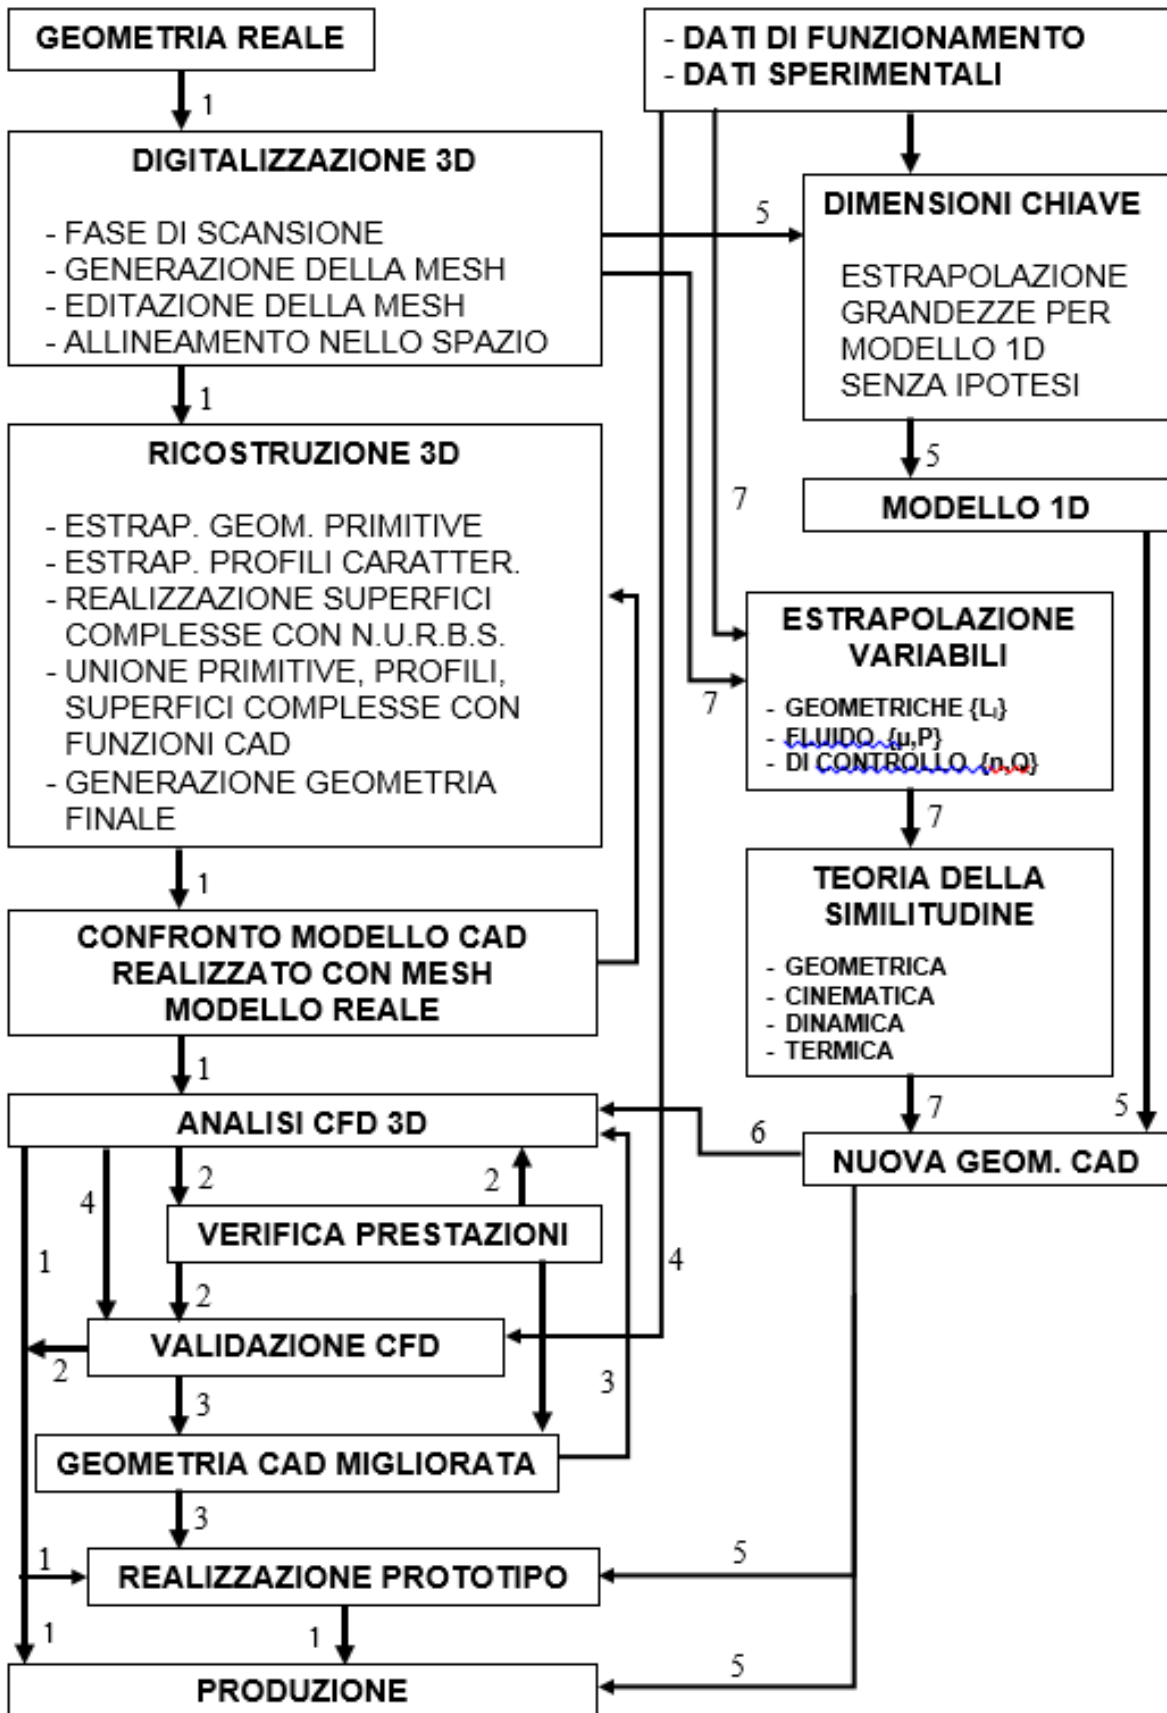 GEOMETRIA REALE
1
DIGITALIZZAZIONE 3D
- FASE DI SCANSIONE
- GENERAZIONE DELLA MESH
- EDITAZIONE DELLA MESH
- ALLINEAMENTO NELLO SPAZIO
1
RICOSTRUZIONE 3D
- ESTRAP. GEOM. PRIMITIVE
- ESTRAP. PROFILI CARATTER.
- REALIZZAZIONE SUPERFICI
COMPLESSE CON N.U.R.B.S.
- UNIONE PRIMITIVE, PROFILI,
SUPERFICI COMPLESSE CON
FUNZIONI CAD
- GENERAZIONE GEOMETRIA
FINALE
1
CONFRONTO MODELLO CAD
REALIZZATO CON MESH
MODELLO REALE
1
ANALISI CFD 3D
2
2
4
VERIFICA PRESTAZIONI
1
2
4
VALIDAZIONE CFD
2
3
3
GEOMETRIA CAD MIGLIORATA
3
1
REALIZZAZIONE PROTOTIPO
5
1
1
PRODUZIONE
5
- DATI DI FUNZIONAMENTO
- DATI SPERIMENTALI
5
DIMENSIONI CHIAVE
ESTRAPOLAZIONE
GRANDEZZE PER
MODELLO 1D
SENZA IPOTESI
5
MODELLO 1D
7
ESTRAPOLAZIONE
VARIABILI
7
- GEOMETRICHE {Lᵢ}
- FLUIDO {µ,P}
- DI CONTROLLO {n,Q}
7
TEORIA DELLA
SIMILITUDINE
- GEOMETRICA
- CINEMATICA
- DINAMICA
- TERMICA
7
5
6
NUOVA GEOM. CAD